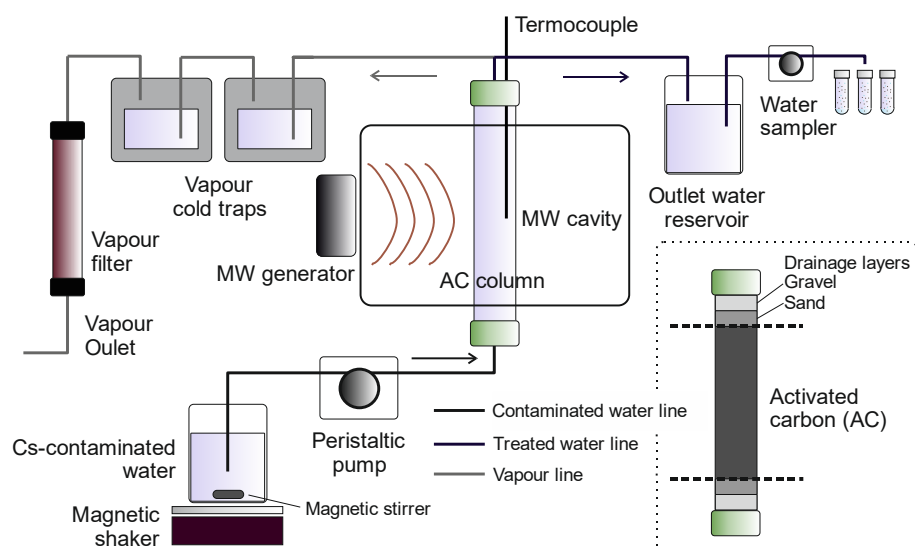 Termocouple
Water
sampler
Vapour
cold traps
MW cavity
Outlet water
reservoir
Vapour
filter
MW generator
AC column
Drainage layers
Gravel
Sand
Vapour
Oulet
Activated
carbon (AC)
Contaminated water line
Treated water line
Vapour line
Peristaltic
pump
Cs-contaminated
water
Magnetic stirrer
Magnetic
shaker